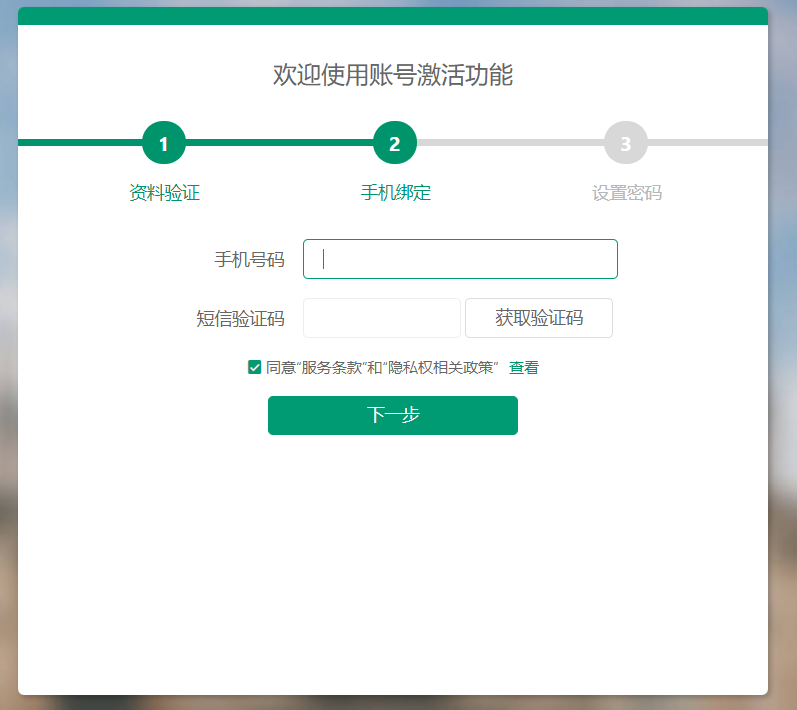 欢迎使用账号激活功能
1 2 3
资料验证 手机绑定 设置密码
手机号码
短信验证码 获取验证码
同意"服务条款"和"隐私权相关政策" 查看
下一步